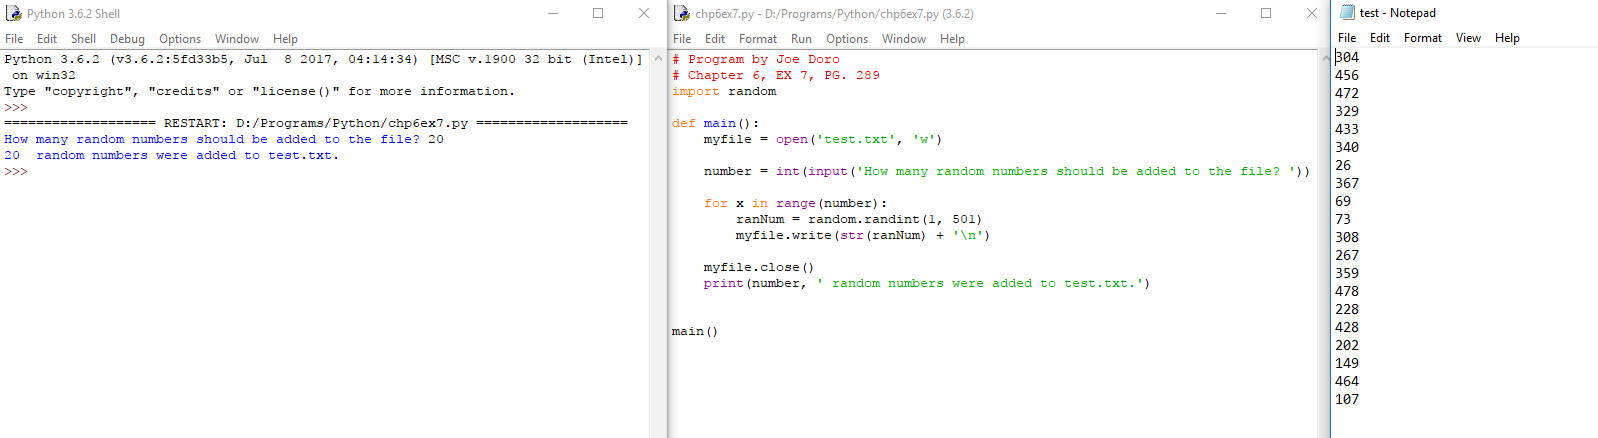 Python 3.6.2 Shell
File Edit Shell Debug Options Window Help
Python 3.6.2 (v3.6.2:5fd33b5, Jul  8 2017, 04:14:34) [MSC v.1900 32 bit (Intel)]
 on win32
Type "copyright", "credits" or "license()" for more information.
>>>
=================== RESTART: D:/Programs/Python/chp6ex7.py ===================
How many random numbers should be added to the file? 20
20  random numbers were added to test.txt.
>>>
chp6ex7.py - D:/Programs/Python/chp6ex7.py (3.6.2)
File Edit Format Run Options Window Help
# Program by Joe Doro
# Chapter 6, EX 7, PG. 289
import random
def main():
    myfile = open('test.txt', 'w')
    number = int(input('How many random numbers should be added to the file? '))
    for x in range(number):
        ranNum = random.randint(1, 501)
        myfile.write(str(ranNum) + '\n')
    myfile.close()
    print(number, ' random numbers were added to test.txt.')
main()
test - Notepad
File Edit Format View Help
304
456
472
329
433
340
26
367
69
73
308
267
359
478
228
428
202
149
464
107